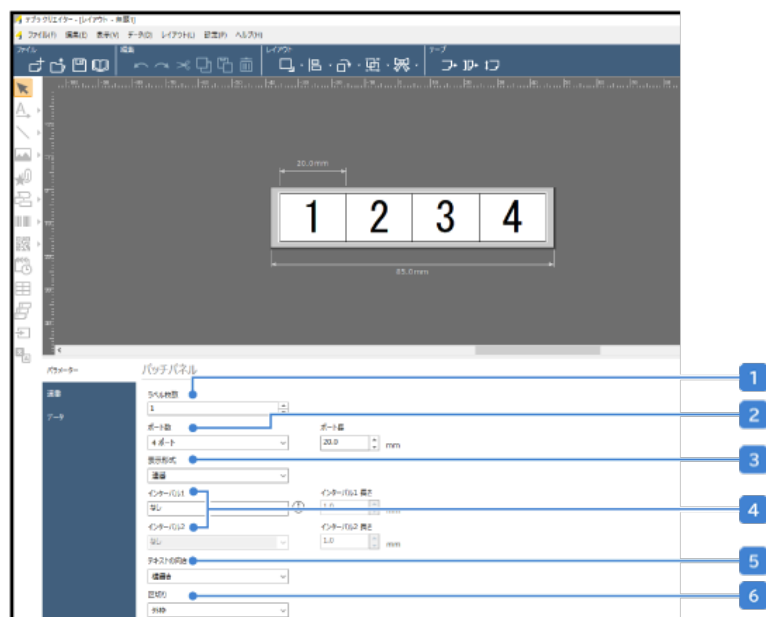 テプラクリエイター - [レイアウト - 無題1]
ファイル(F) 編集(E) 表示(V) データ(D) レイアウト(L) 設定(P) ヘルプ(H)
ファイル 編集 レイアウト テープ
20.0mm
1 2 3 4
85.0mm
パラメーター
連番
データ
パッチパネル
ラベル枚数
1
ポート数 ポート長
4 ポート 20.0 mm
表示形式
連番
インターバル1 インターバル1 長さ
なし 1.0 mm
インターバル2 インターバル2 長さ
なし 1.0 mm
テキストの向き
横書き
区切り
外枠
1
2
3
4
5
6